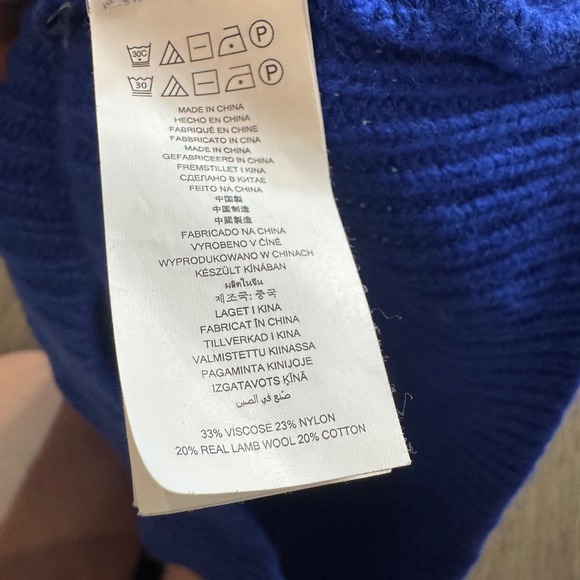 30C P
30 P
MADE IN CHINA
HECHO EN CHINA
FABRIQUÉ EN CHINE
FABBRICATO IN CINA
MADE IN CHINA
GEFABRICEERD IN CHINA
FREMSTILLET I KINA
СДЕЛАНО В КИТАЕ
FEITO NA CHINA
中国製
中国制造
中國製造
FABRICADO NA CHINA
VYROBENO V ČÍNĚ
WYPRODUKOWANO W CHINACH
KÉSZÜLT KÍNÁBAN
ผลิตในจีน
제조국: 중국
LAGET I KINA
FABRICAT ÎN CHINA
TILLVERKAD I KINA
VALMISTETTU KIINASSA
PAGAMINTA KINIJOJE
IZGATAVOTS ĶĪNĀ
صنع في الصين
33% VISCOSE 23% NYLON
20% REAL LAMB WOOL 20% COTTON